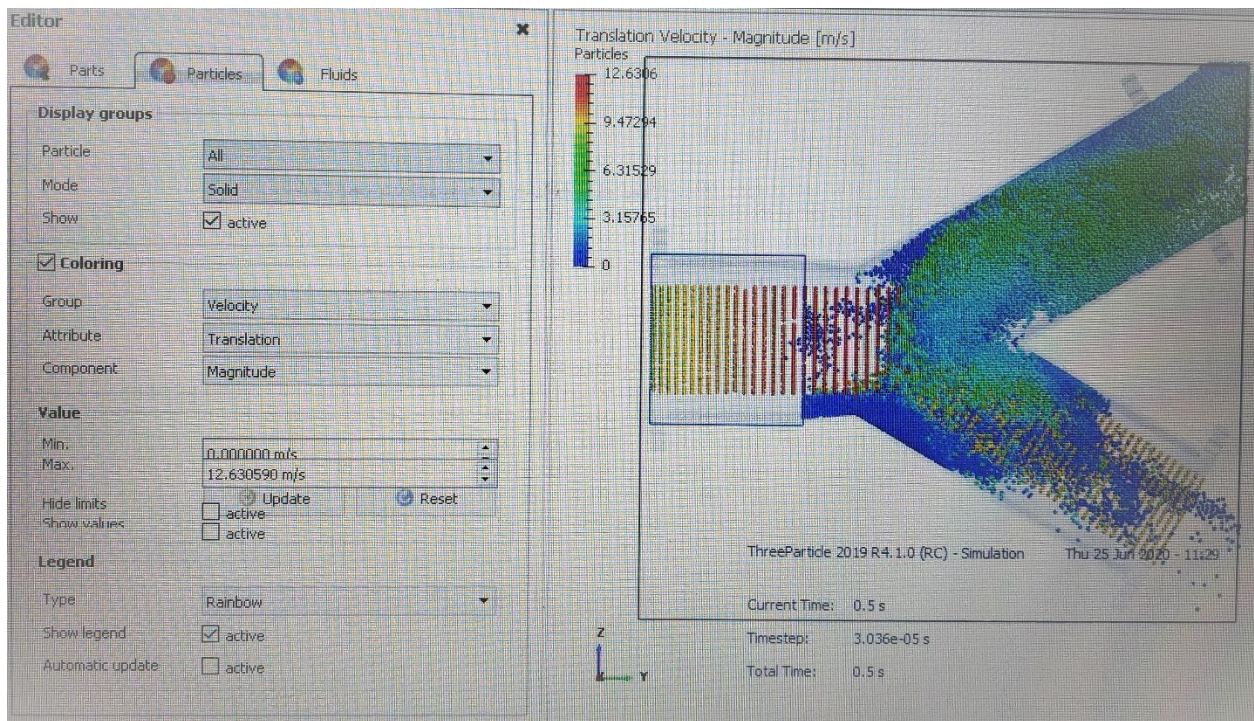 Editor
Parts
Particles
Fluids
Display groups
Particle
All
Mode
Solid
Show
active
Coloring
Group
Velocity
Attribute
Translation
Component
Magnitude
Value
Min.
0.000000 m/s
Max.
12.630590 m/s
Update
Reset
Hide limits
active
Show values
active
Legend
Type
Rainbow
Show legend
active
Automatic update
active
Translation Velocity - Magnitude [m/s]
Particles
12.6306
9.47294
6.31529
3.15765
0
ThreeParticle 2019 R4.1.0 (RC) - Simulation
Thu 25 Jun 2020 - 11:29
Current Time: 0.5 s
Timestep: 3.036e-05 s
Total Time: 0.5 s
Z
X
Y